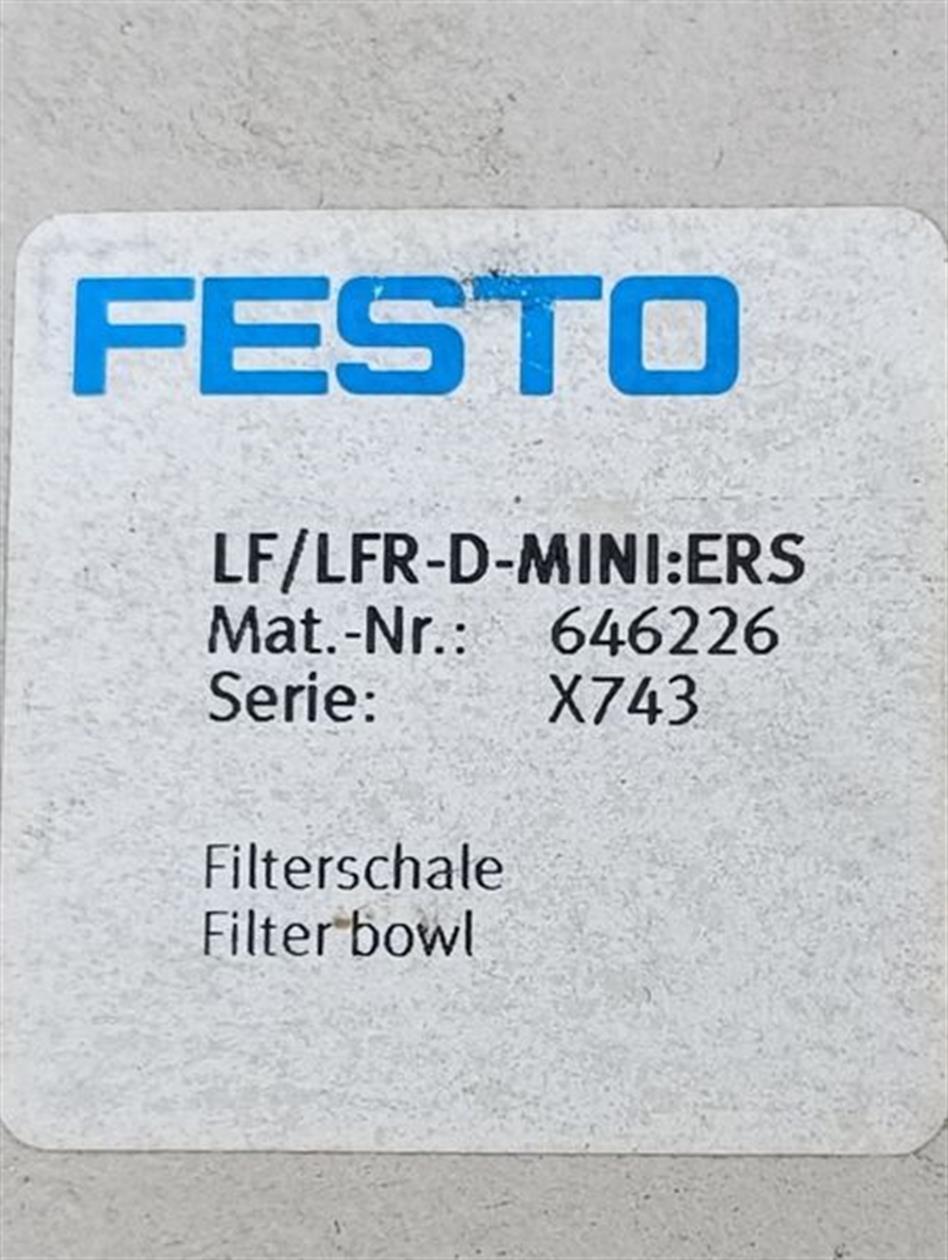 FESTO
LF/LFR-D-MINI:ERS
Mat.-Nr.: 646226
Serie: X743
Filterschale
Filter bowl